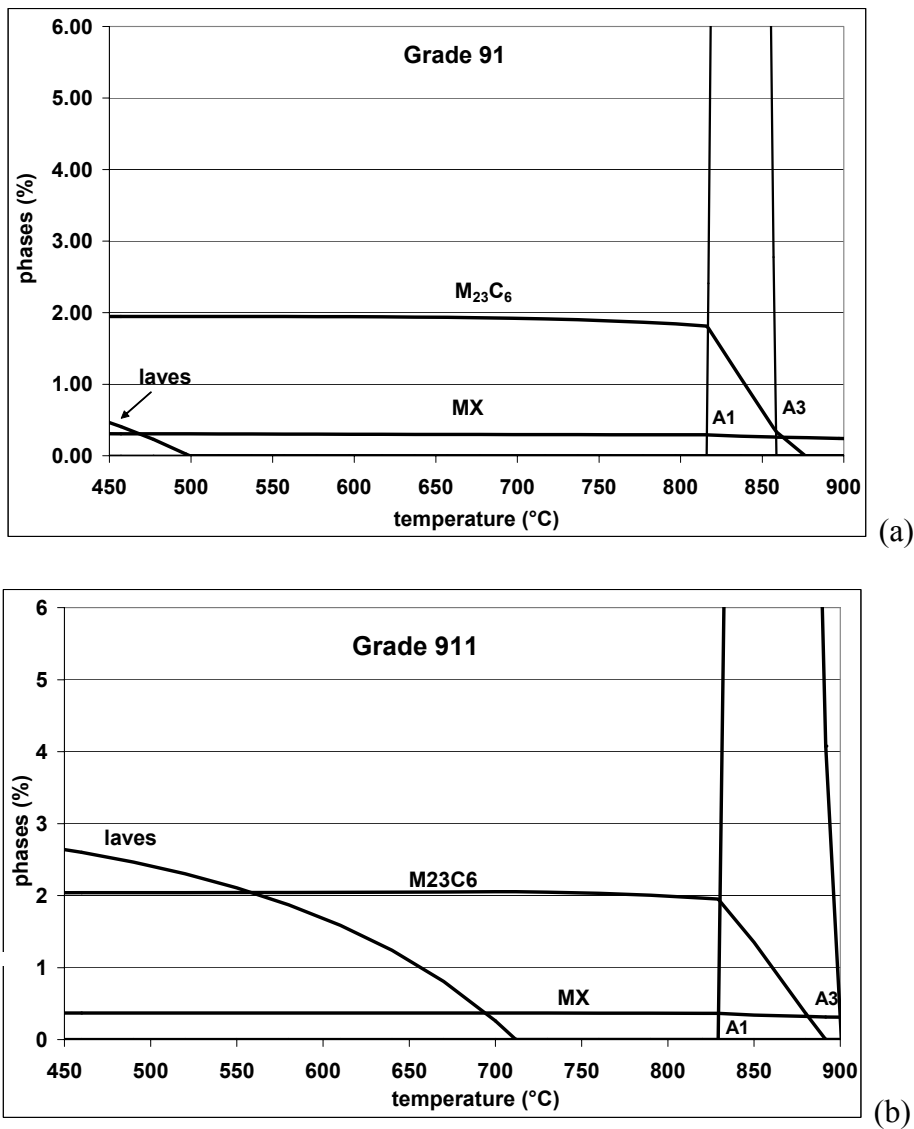 Grade 91
6.00
5.00
4.00
3.00
2.00
1.00
0.00
phases (%)
M₂₃C₆
laves
MX
A1
A3
450 500 550 600 650 700 750 800 850 900
temperature (°C)
(a)
Grade 911
6
5
4
3
2
1
0
phases (%)
laves
M23C6
MX
A1
A3
450 500 550 600 650 700 750 800 850 900
temperature (°C)
(b)